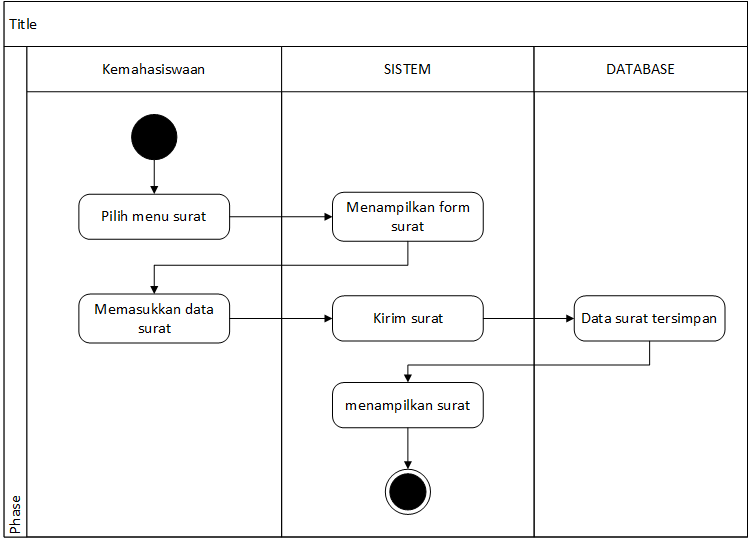 Title
Kemahasiswaan
SISTEM
DATABASE
Pilih menu surat
Menampilkan form
surat
Memasukkan data
surat
Kirim surat
Data surat tersimpan
menampilkan surat
Phase